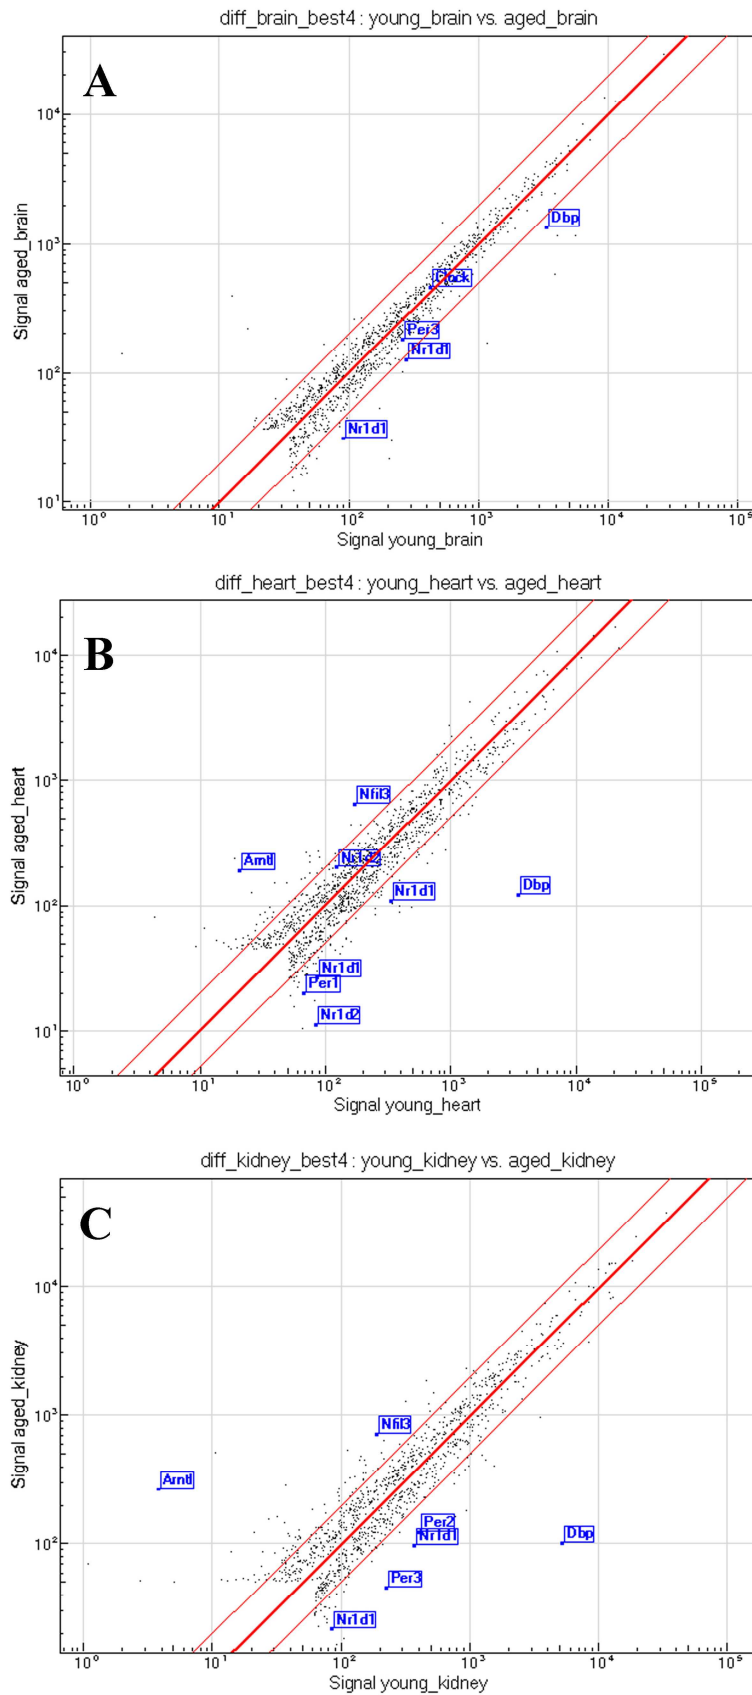 diff_brain_best4 : young_brain vs. aged_brain
A
10⁴
Dbp
10³
Signal aged_brain
Clock
Per3
Nr1d1
10²
Nr1d1
10¹
10⁰ 10¹ 10² 10³ 10⁴ 10⁵
Signal young_brain
diff_heart_best4 : young_heart vs. aged_heart
B
10⁴
10³
Nfil3
Signal aged_heart
Arntl
Nr1d2
Nr1d1
Dbp
10²
Nr1d1
Per1
Nr1d2
10¹
10⁰ 10¹ 10² 10³ 10⁴ 10⁵
Signal young_heart
diff_kidney_best4 : young_kidney vs. aged_kidney
C
10⁴
Signal aged_kidney
10³
Nfil3
Arntl
Per2
Nr1d1
Dbp
10²
Per3
Nr1d1
10⁰ 10¹ 10² 10³ 10⁴ 10⁵
Signal young_kidney